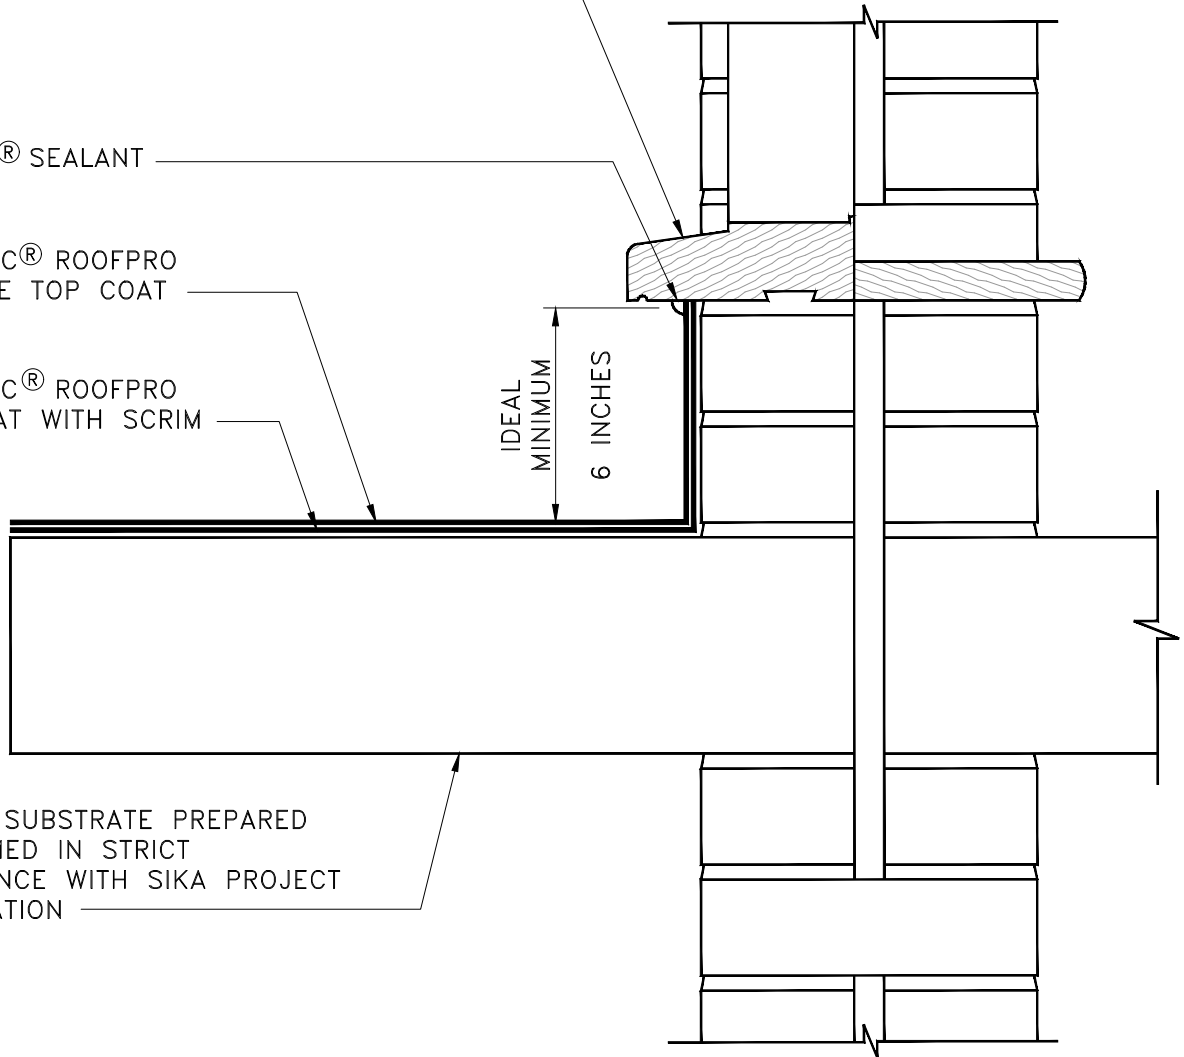 ® SEALANT
C® ROOFPRO
E TOP COAT
C® ROOFPRO
AT WITH SCRIM
IDEAL
MINIMUM
6 INCHES
SUBSTRATE PREPARED
ED IN STRICT
NCE WITH SIKA PROJECT
ATION